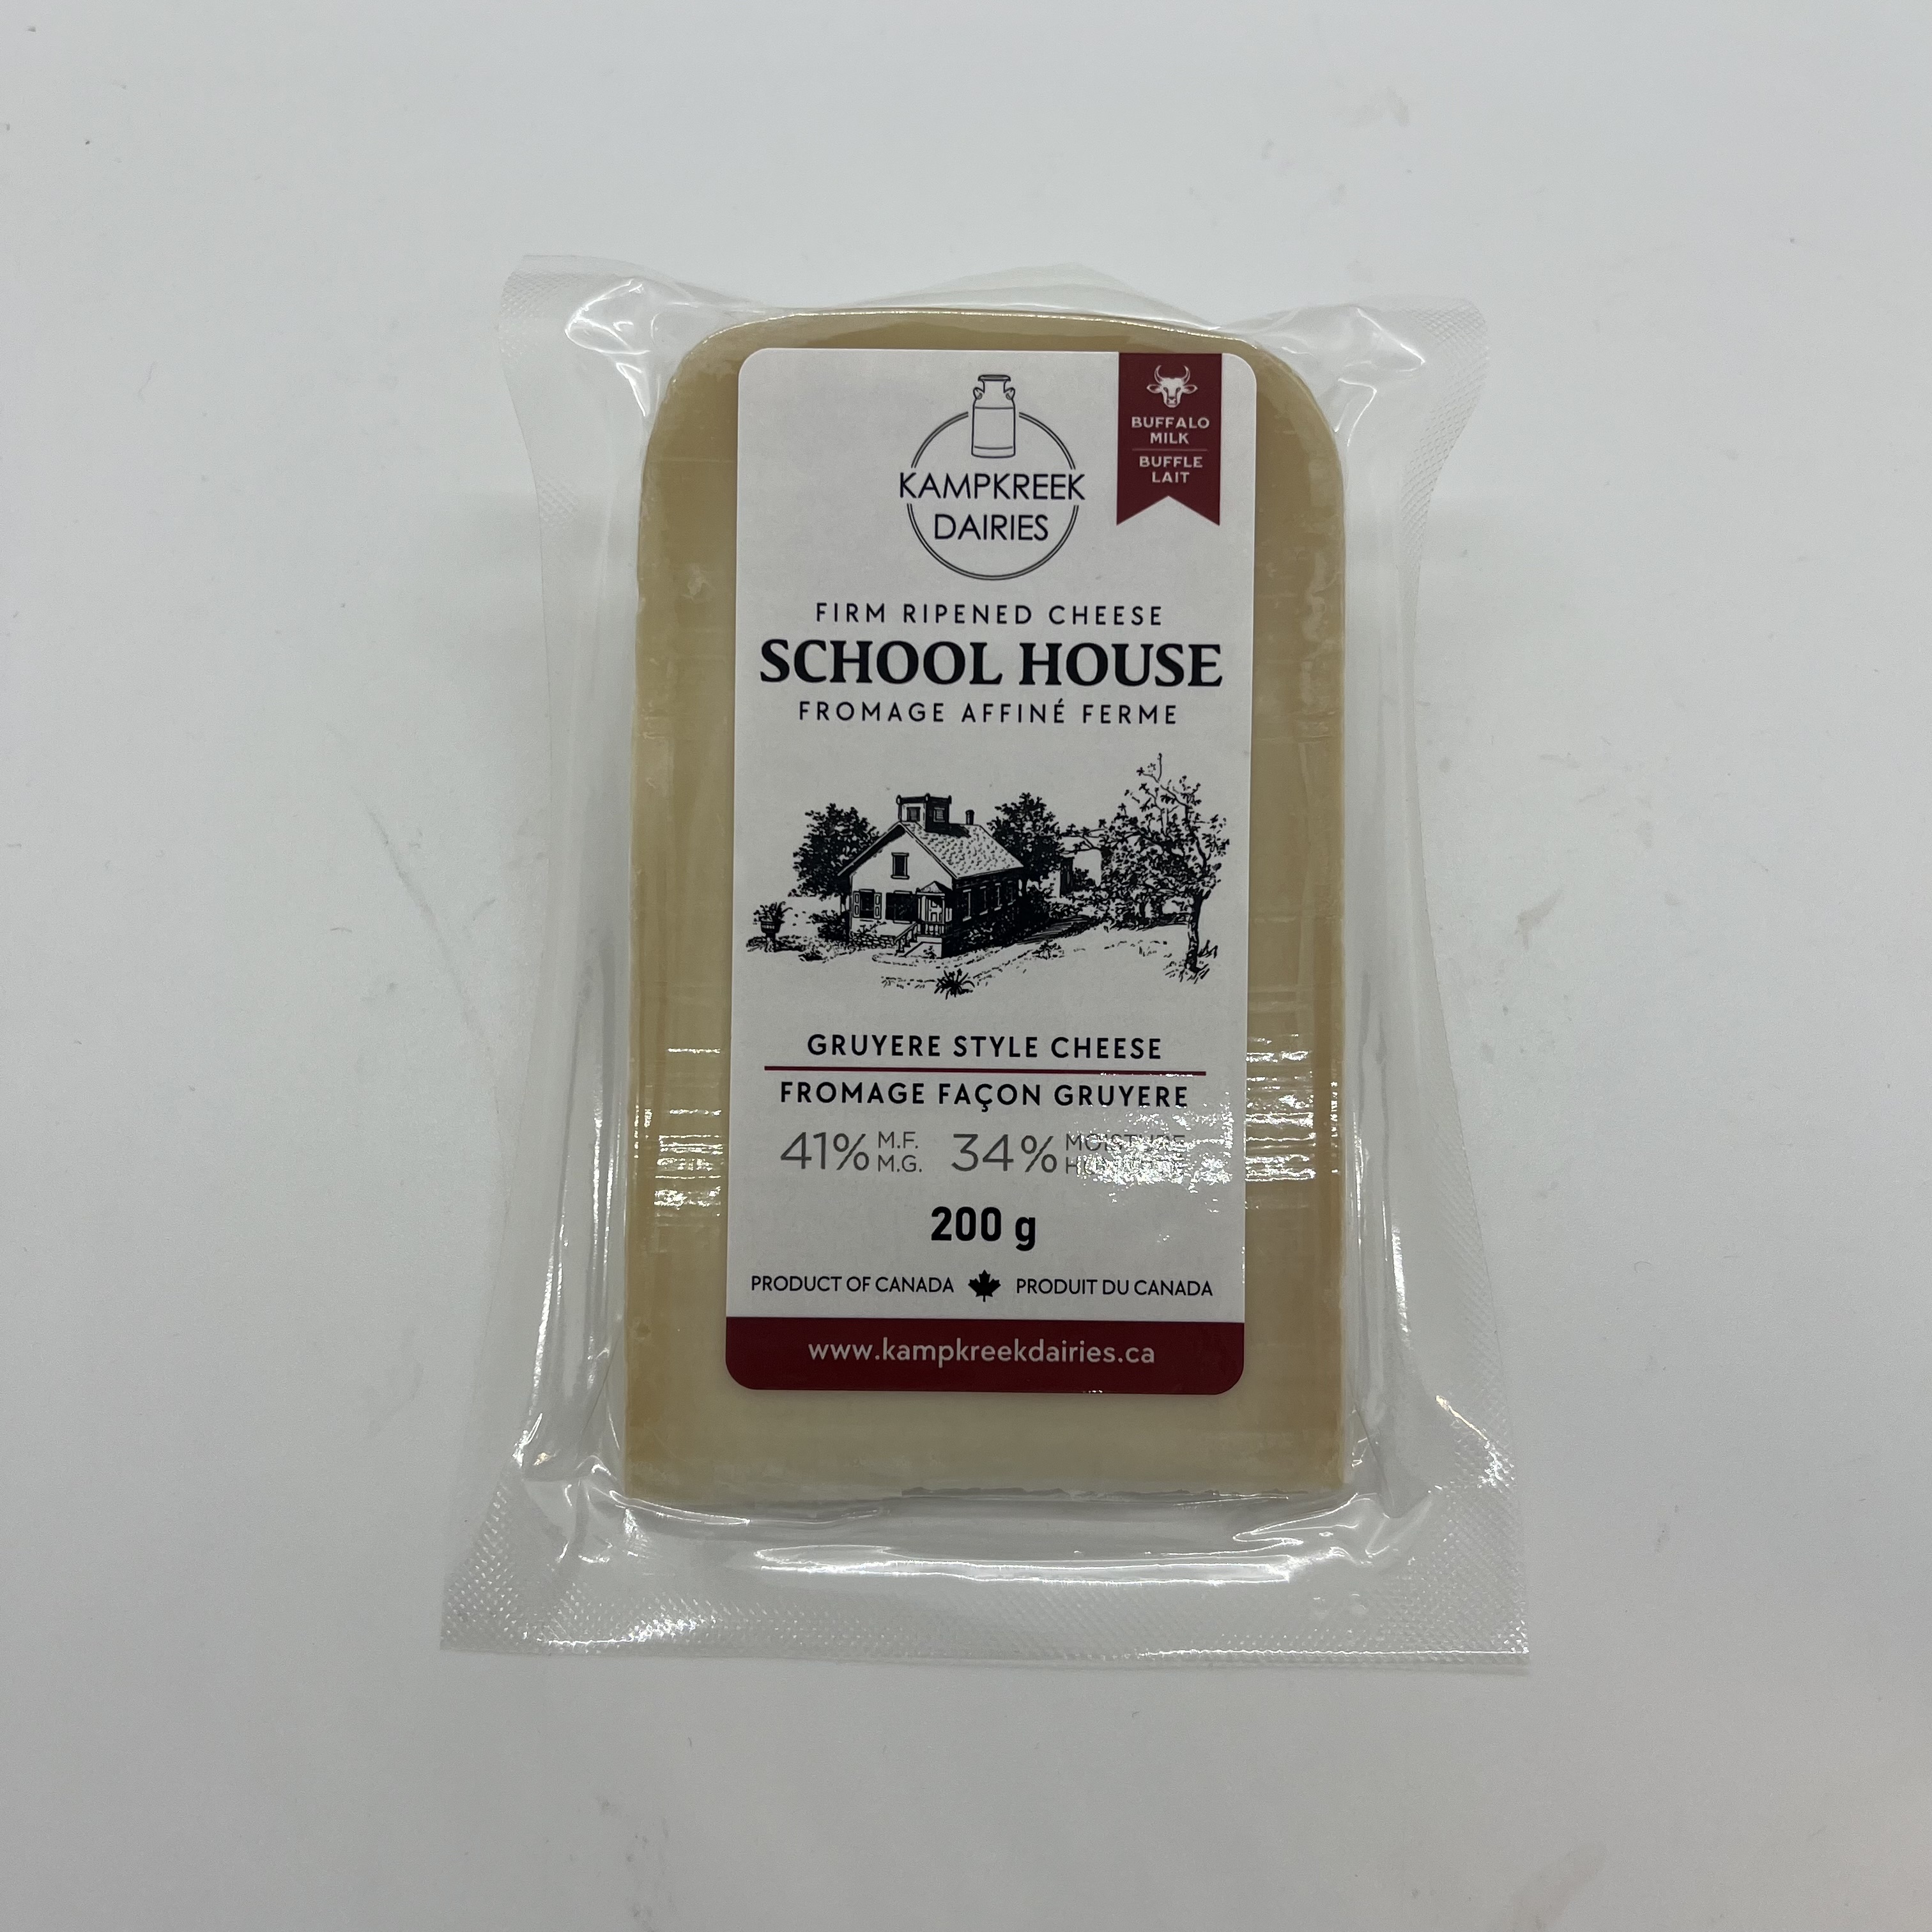 KAMPKREEK
DAIRIES
BUFFALO
MILK
BUFFLE
LAIT
FIRM RIPENED CHEESE
SCHOOL HOUSE
FROMAGE AFFINÉ FERME
GRUYERE STYLE CHEESE
FROMAGE FAÇON GRUYERE
41% M.F. 34% MOISTURE
M.G.
200 g
PRODUCT OF CANADA PRODUIT DU CANADA
www.kampkreekdairies.ca